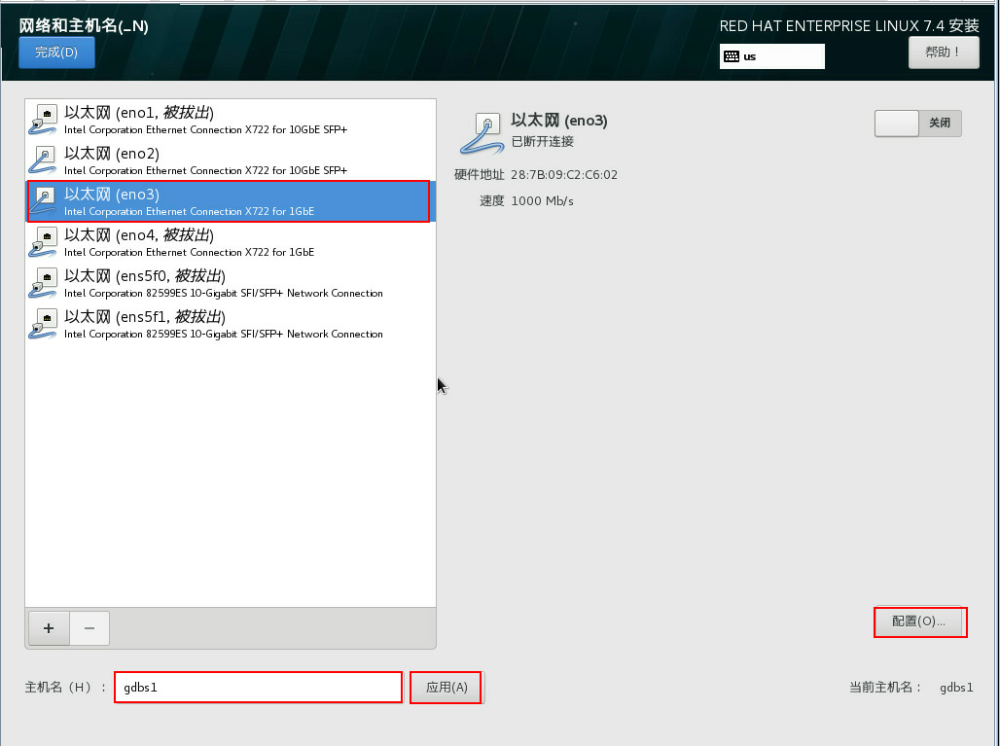 网络和主机名(_N)
RED HAT ENTERPRISE LINUX 7.4 安装
完成(D)
us
帮助！
以太网 (eno1, 被拔出)
Intel Corporation Ethernet Connection X722 for 10GbE SFP+
以太网 (eno2)
Intel Corporation Ethernet Connection X722 for 10GbE SFP+
以太网 (eno3)
Intel Corporation Ethernet Connection X722 for 1GbE
以太网 (eno4, 被拔出)
Intel Corporation Ethernet Connection X722 for 1GbE
以太网 (ens5f0, 被拔出)
Intel Corporation 82599ES 10-Gigabit SFI/SFP+ Network Connection
以太网 (ens5f1, 被拔出)
Intel Corporation 82599ES 10-Gigabit SFI/SFP+ Network Connection
以太网 (eno3)
已断开连接
关闭
硬件地址 28:7B:09:C2:C6:02
速度 1000 Mb/s
+ −
配置(O)...
主机名（H）： gdbs1 应用(A)
当前主机名： gdbs1